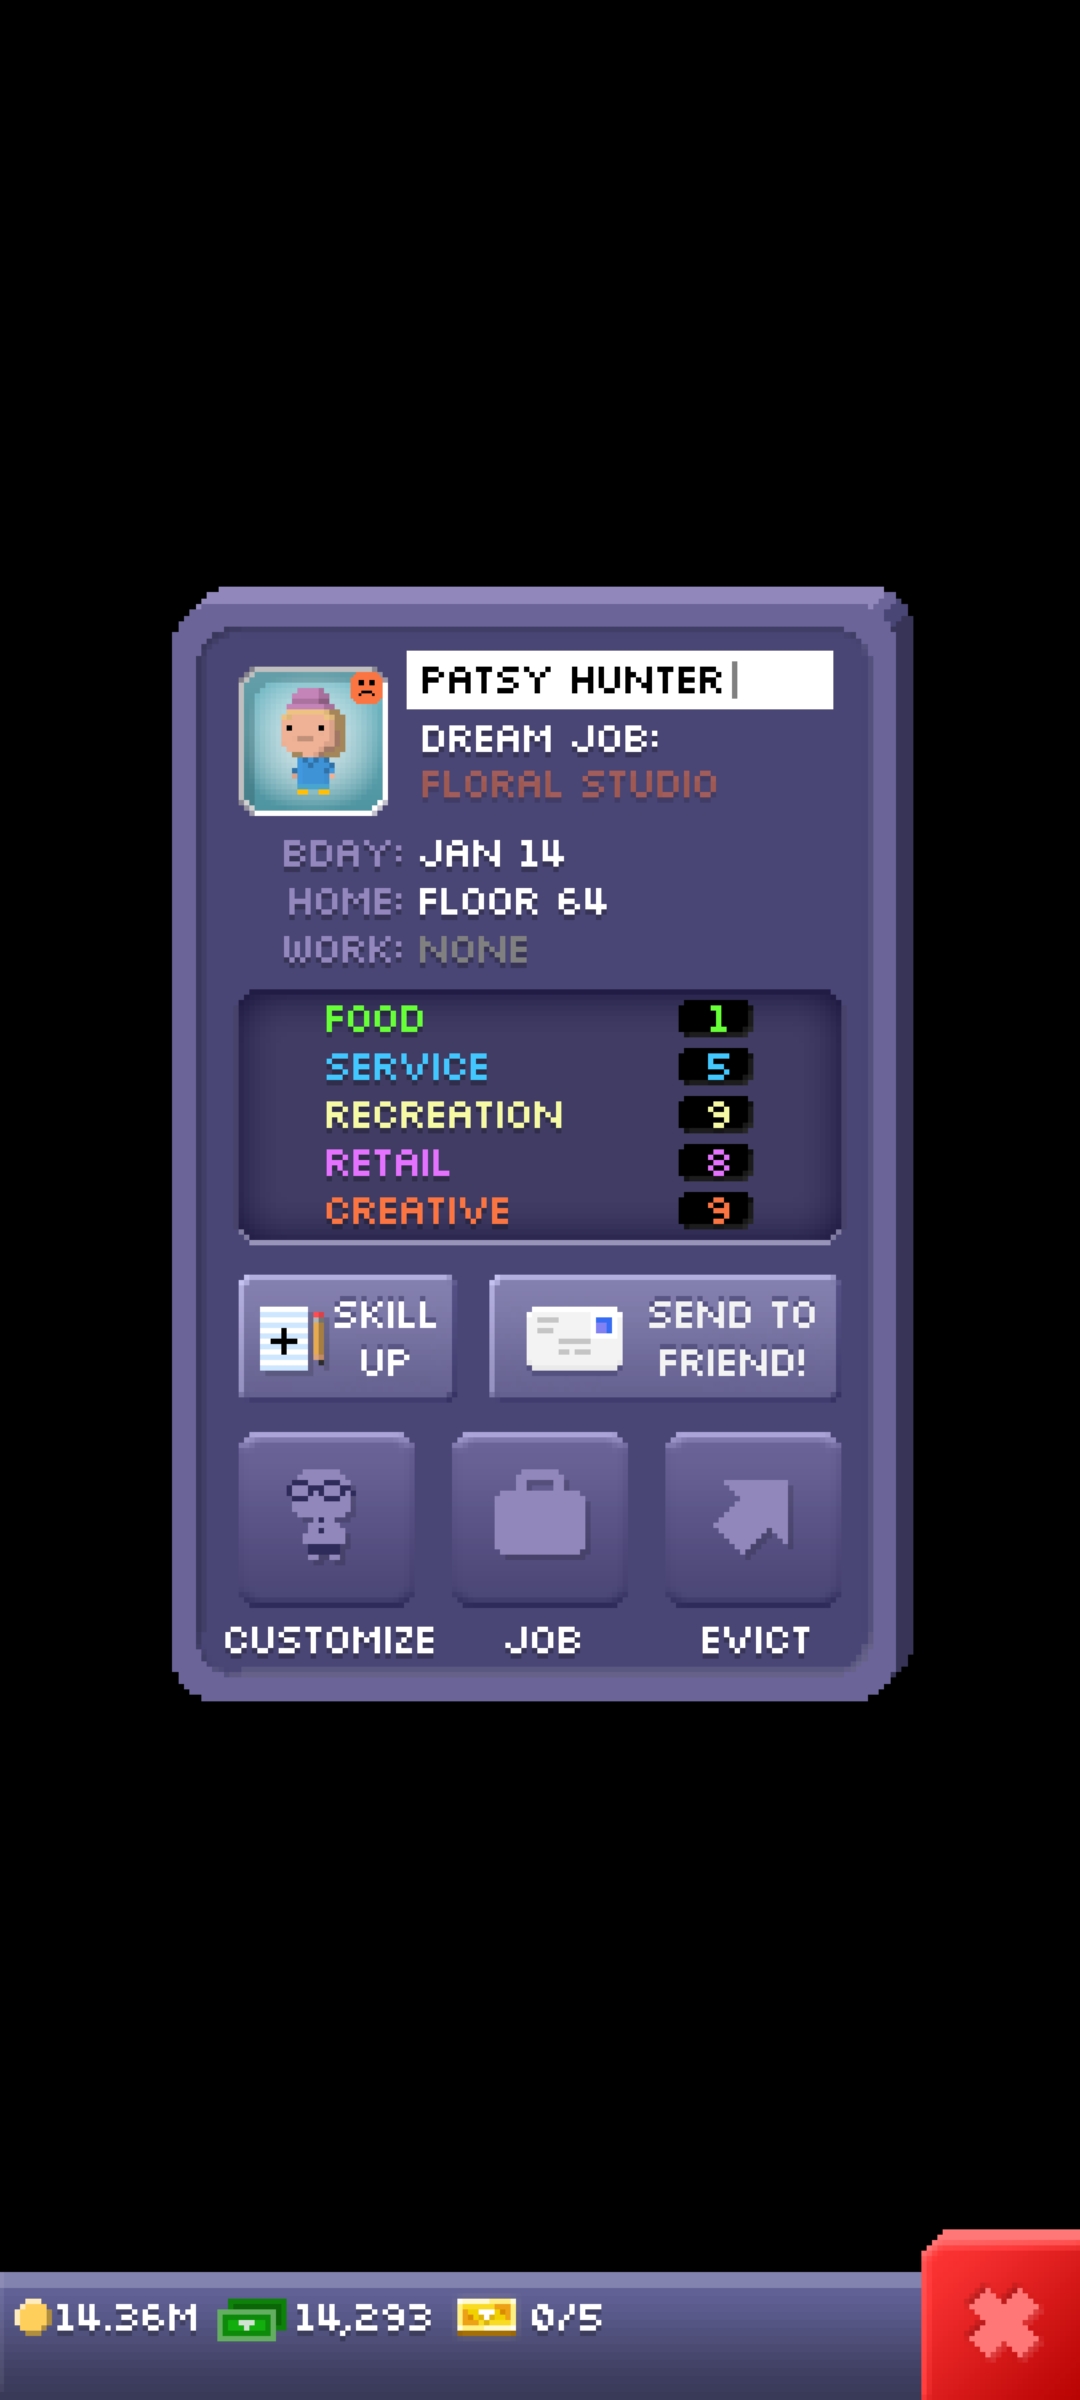 PATSY HUNTER
DREAM JOB:
FLORAL STUDIO
BDAY: JAN 14
HOME: FLOOR 64
WORK: NONE
FOOD 1
SERVICE 5
RECREATION 9
RETAIL 8
CREATIVE 9
SKILL UP
SEND TO FRIEND!
CUSTOMIZE JOB EVICT
14.36M 14,293 0/5